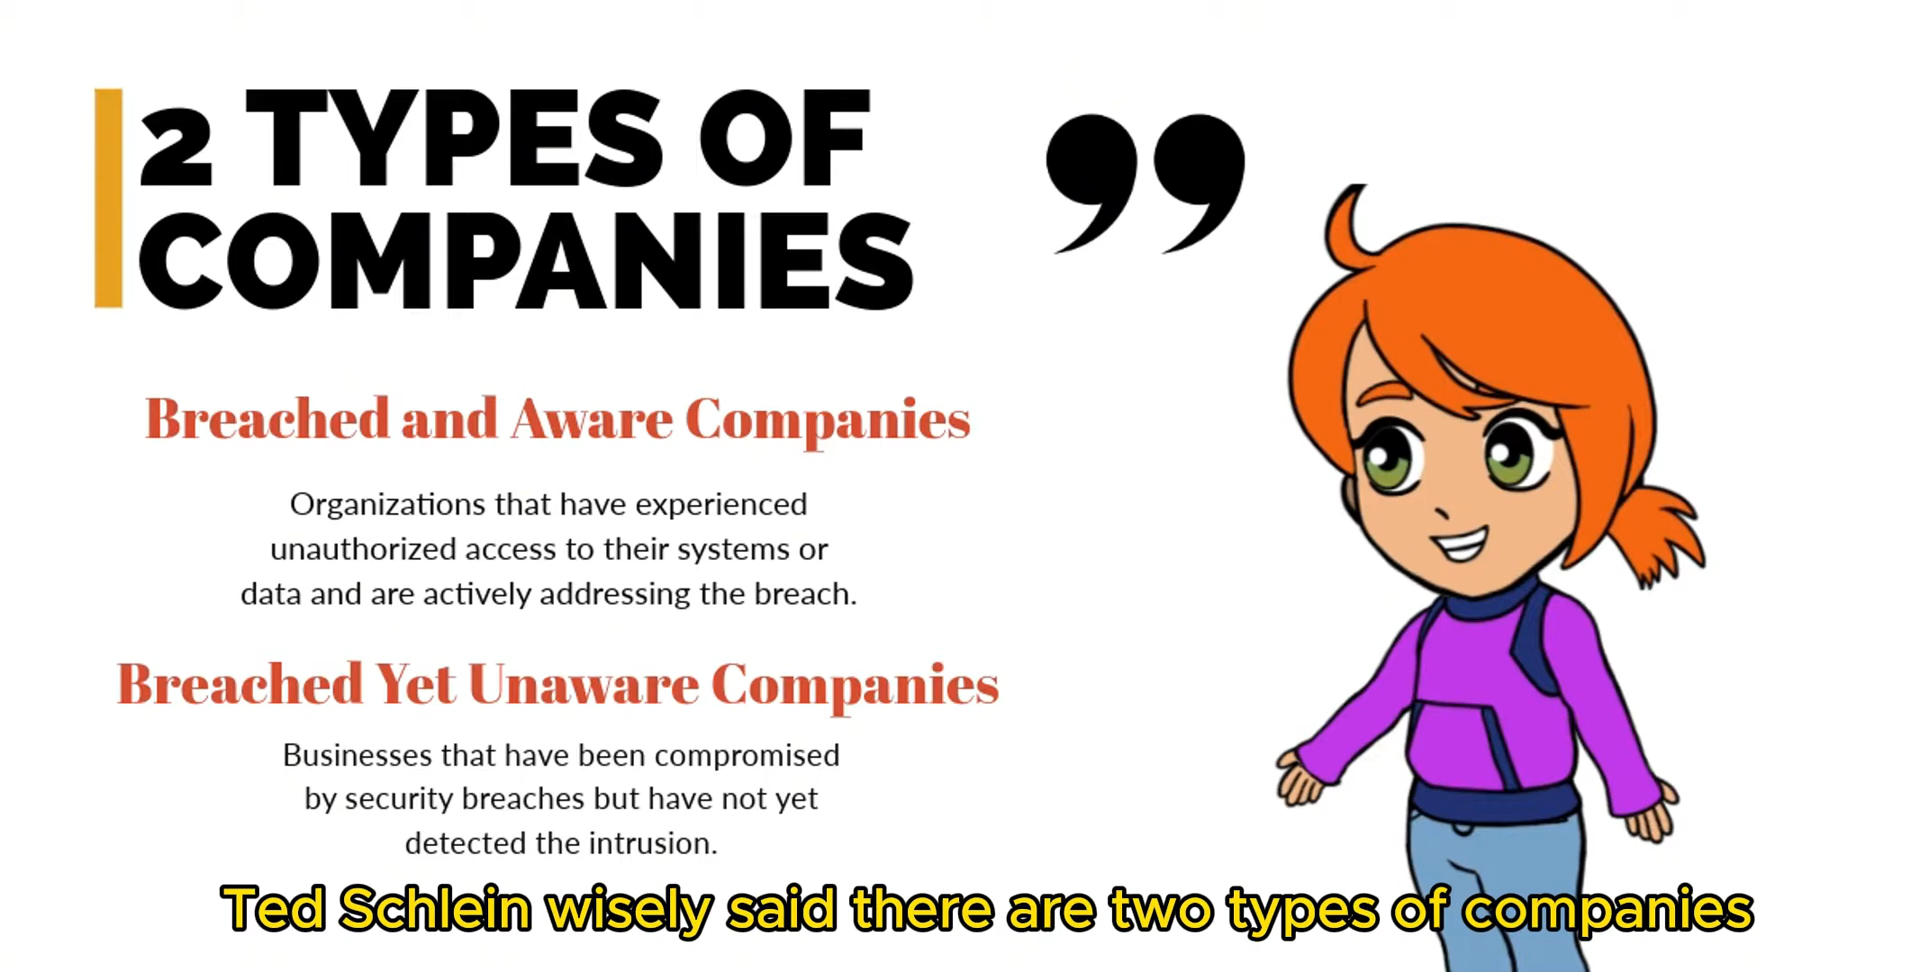 2 TYPES OF
COMPANIES
”
Breached and Aware Companies
Organizations that have experienced
unauthorized access to their systems or
data and are actively addressing the breach.
Breached Yet Unaware Companies
Businesses that have been compromised
by security breaches but have not yet
detected the intrusion.
Ted Schlein wisely said there are two types of companies